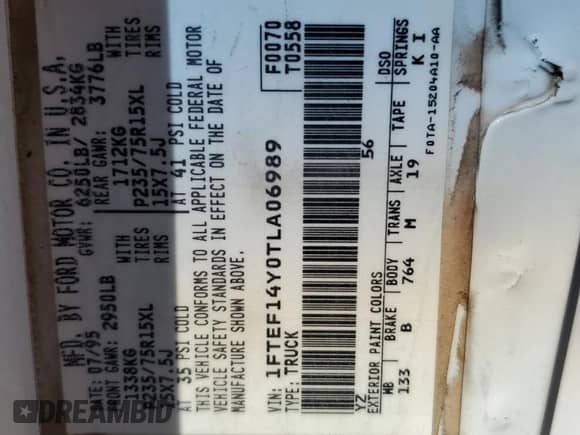 MFD. BY FORD MOTOR CO. IN U.S.A.
DATE: 07/95 GVWR: 6250LB/ 2834KG
FRONT GAWR: 2950LB REAR GAWR: 3776LB
1338KG WITH 1712KG WITH
P235/75R15XL TIRES P235/75R15XL TIRES
15X7.5J RIMS 15X7.5J RIMS
AT 35 PSI COLD AT 41 PSI COLD
THIS VEHICLE CONFORMS TO ALL APPLICABLE FEDERAL MOTOR
VEHICLE SAFETY STANDARDS IN EFFECT ON THE DATE OF
MANUFACTURE SHOWN ABOVE.
VIN: 1FTEF14Y0TLA06989 F0070
TYPE: TRUCK T0558
56
YZ
EXTERIOR PAINT COLORS DSO
WB BRAKE BODY TRANS AXLE TAPE SPRINGS
133 B 764 M 19 K I
F0TA-15204A10-AA
DREAMBID